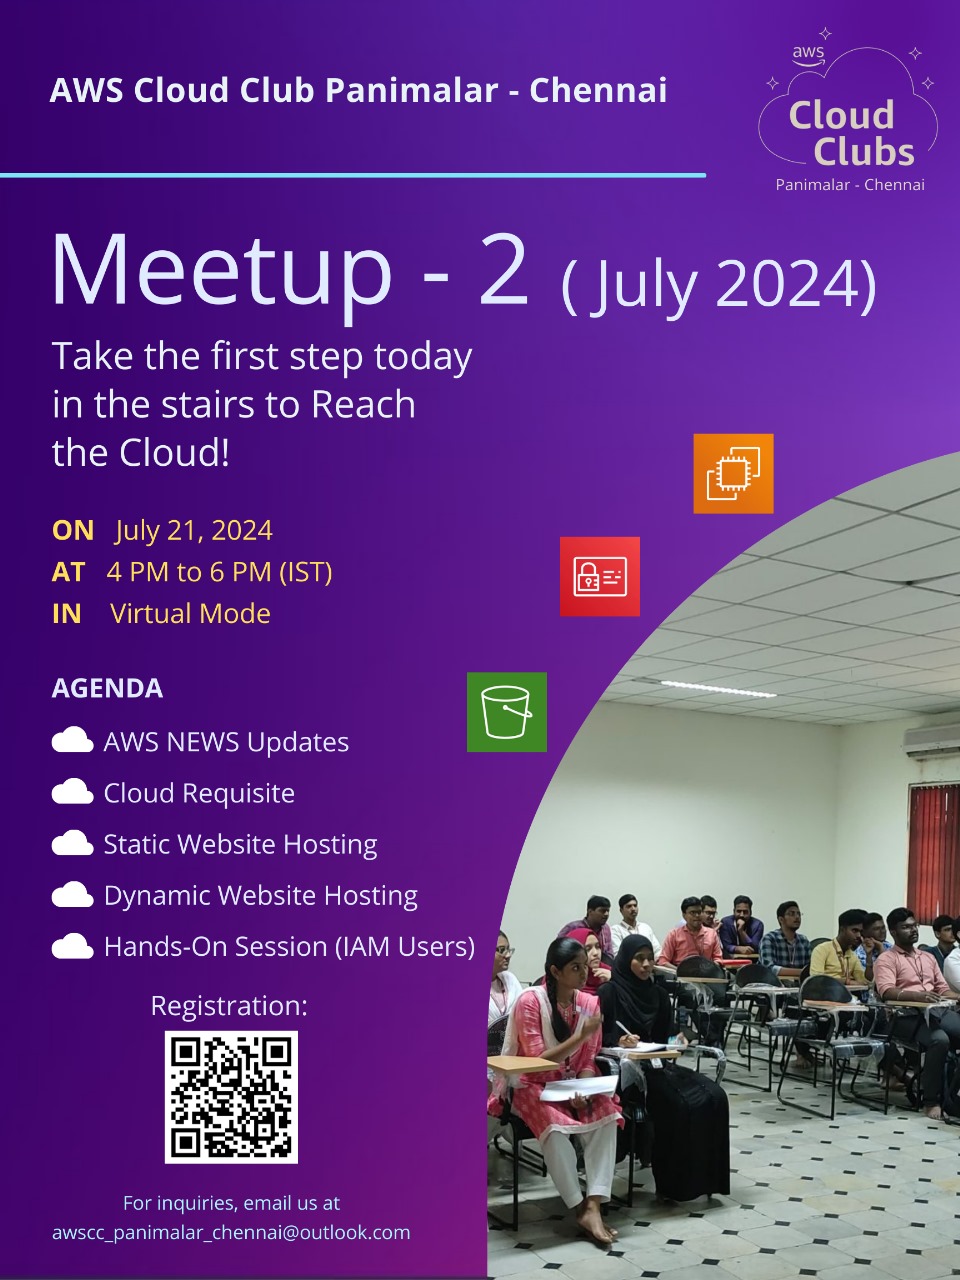 AWS Cloud Club Panimalar - Chennai
aws
Cloud
Clubs
Panimalar - Chennai
Meetup - 2 ( July 2024)
Take the first step today
in the stairs to Reach
the Cloud!
ON July 21, 2024
AT 4 PM to 6 PM (IST)
IN Virtual Mode
AGENDA
AWS NEWS Updates
Cloud Requisite
Static Website Hosting
Dynamic Website Hosting
Hands-On Session (IAM Users)
Registration:
For inquiries, email us at
awscc_panimalar_chennai@outlook.com